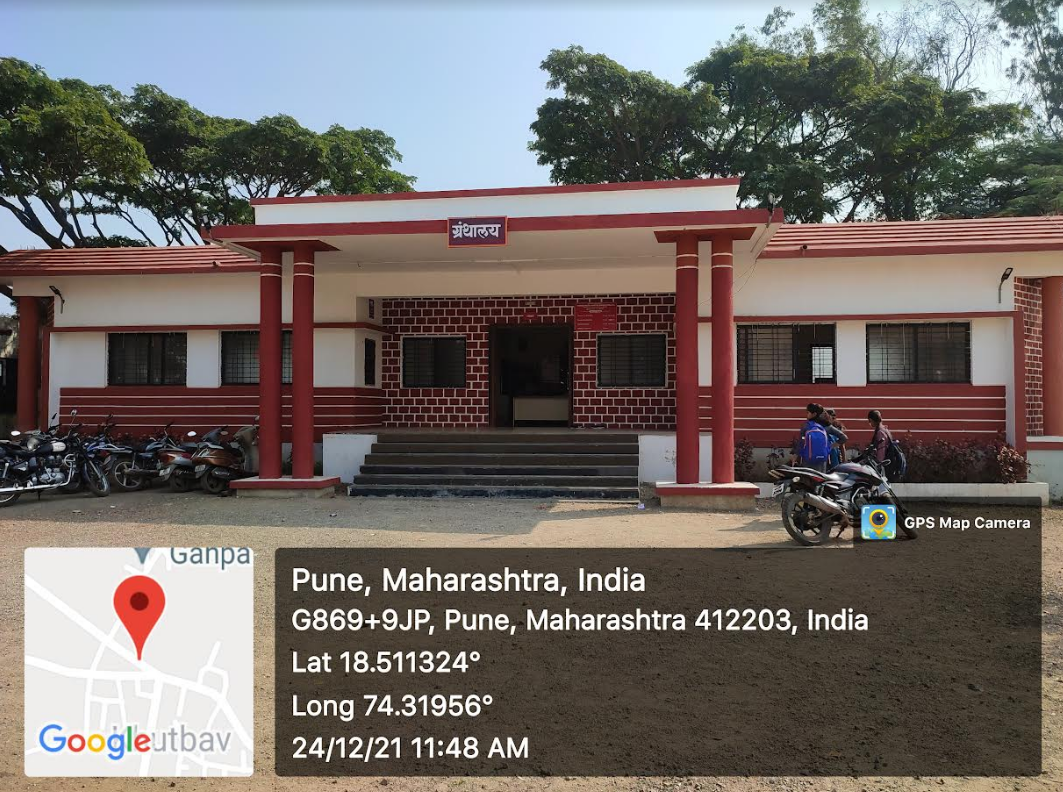 ग्रंथालय
GPS Map Camera
Ganpa
Google
utbav
Pune, Maharashtra, India
G869+9JP, Pune, Maharashtra 412203, India
Lat 18.511324°
Long 74.31956°
24/12/21 11:48 AM